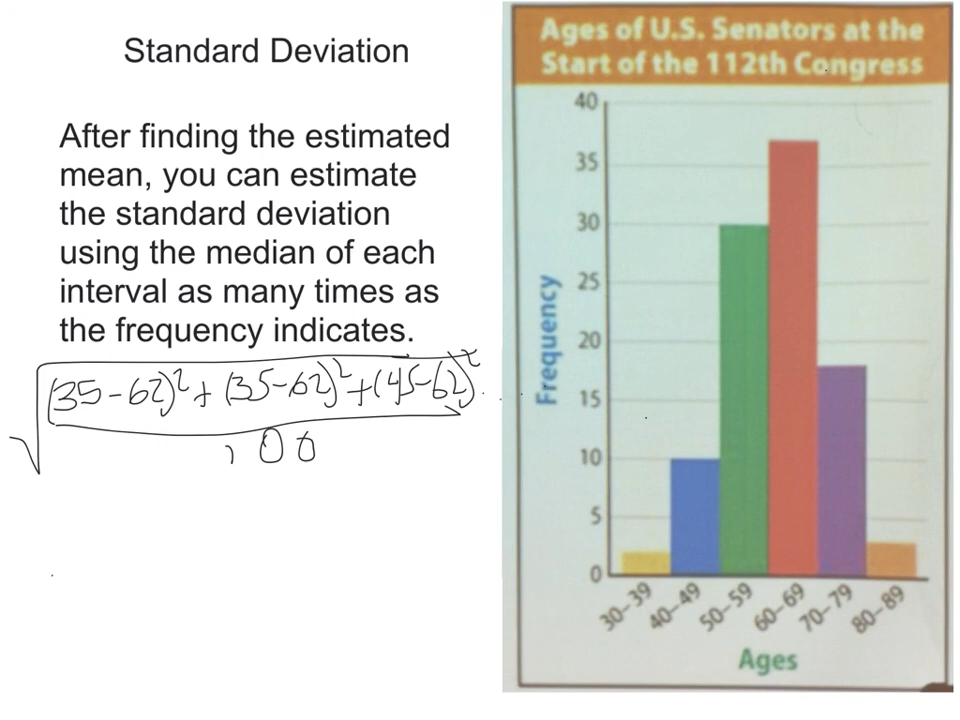 Standard Deviation
After finding the estimated
mean, you can estimate
the standard deviation
using the median of each
interval as many times as
the frequency indicates.
√(35-62)² + (35-62)² + (45-62)² . . .
100
Ages of U.S. Senators at the
Start of the 112th Congress
Frequency
40
35
30
25
20
15
10
5
0
30–39
40–49
50–59
60–69
70–79
80–89
Ages